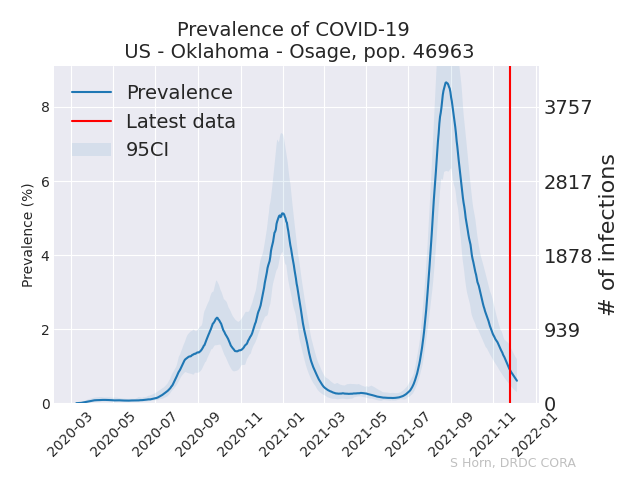 Prevalence of COVID-19
US - Oklahoma - Osage, pop. 46963
Prevalence
Latest data
95CI
Prevalence (%)
8
6
4
2
0
3757
2817
1878
939
0
# of infections
2020-03
2020-05
2020-07
2020-09
2020-11
2021-01
2021-03
2021-05
2021-07
2021-09
2021-11
2022-01
S Horn, DRDC CORA